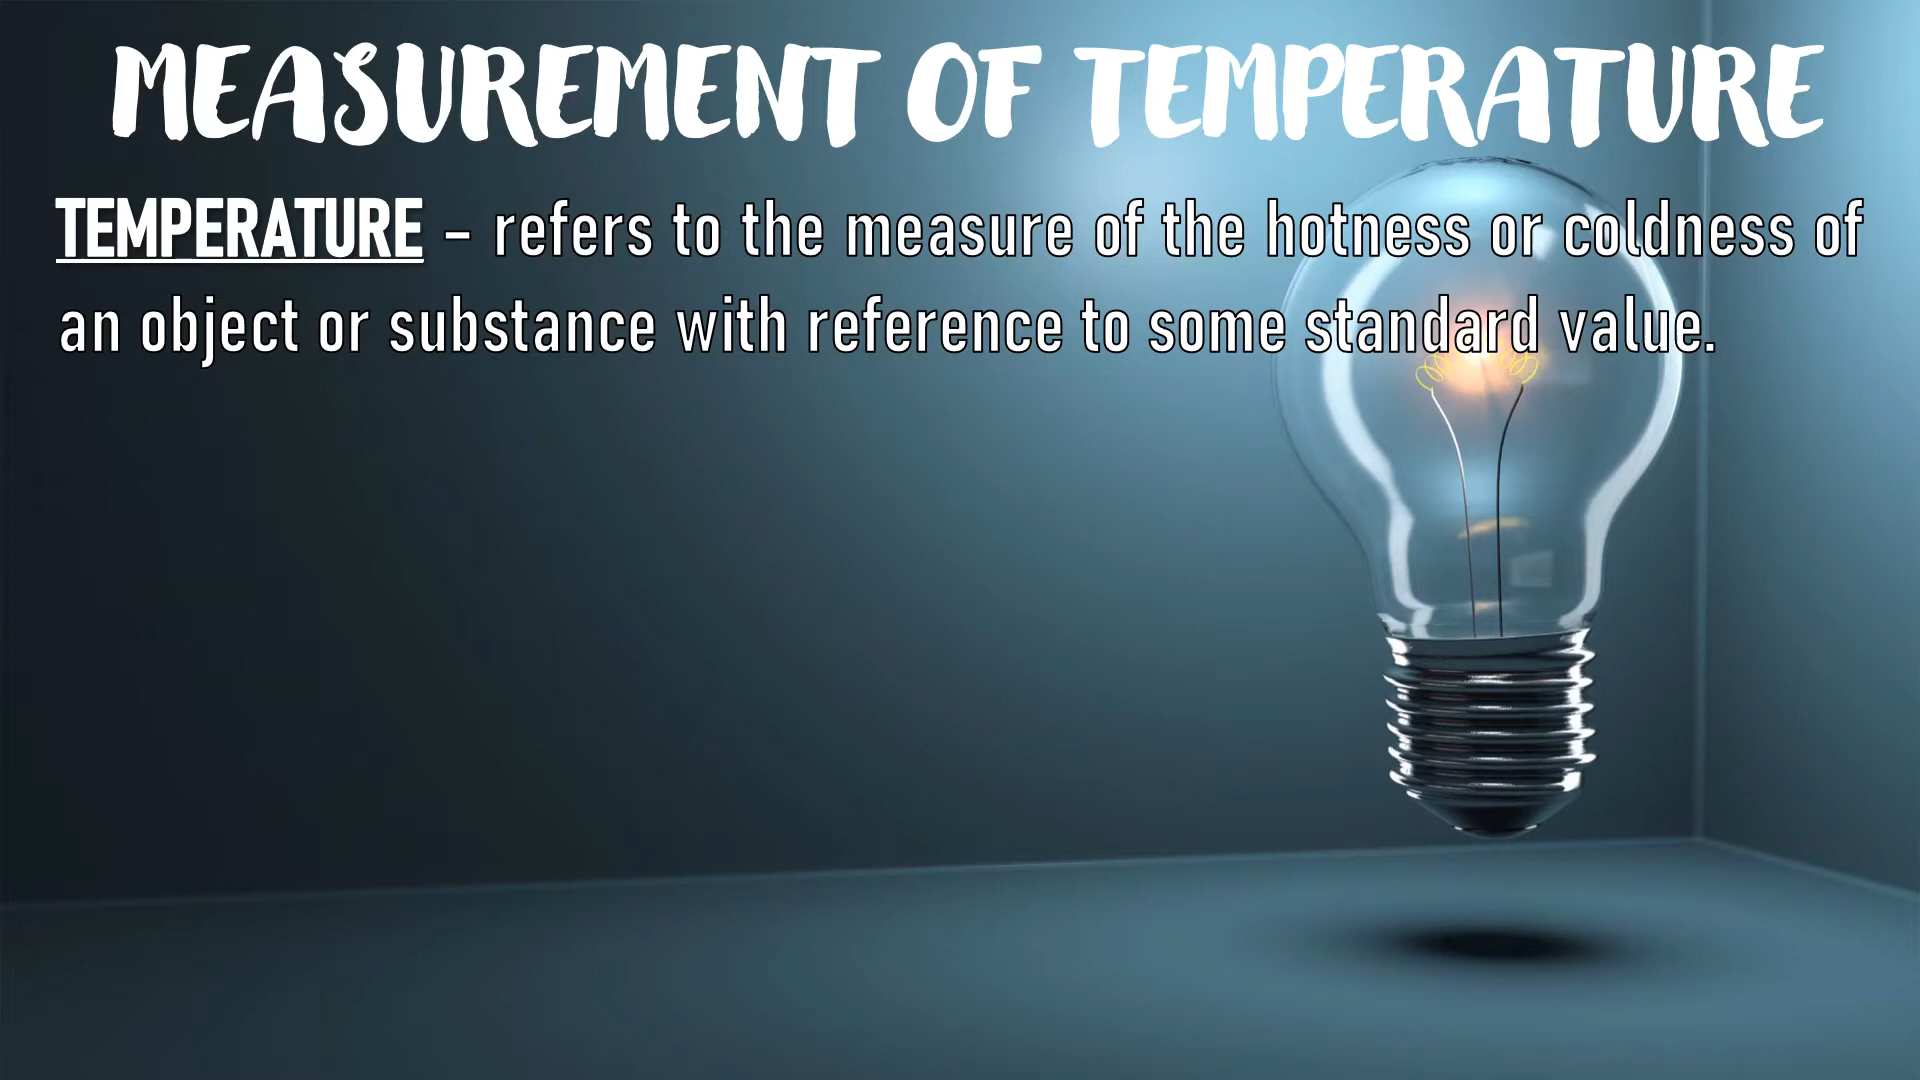 MEASUREMENT OF TEMPERATURE
TEMPERATURE – refers to the measure of the hotness or coldness of
an object or substance with reference to some standard value.